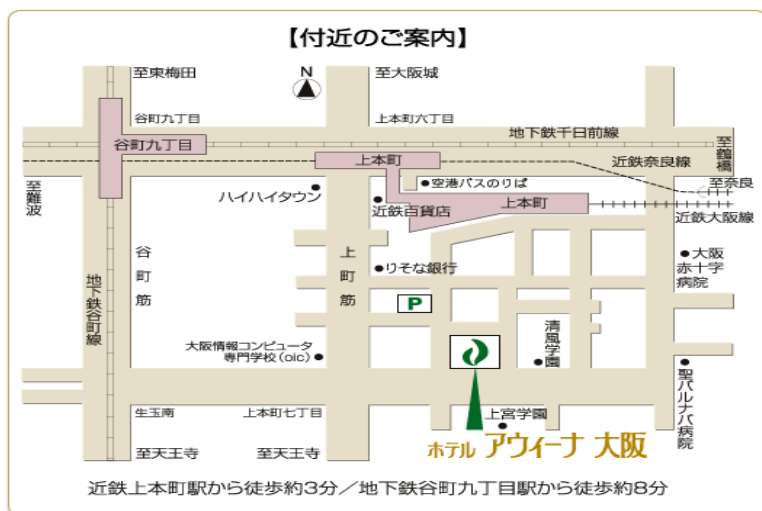 【付近のご案内】
至東梅田
N
至大阪城
谷町九丁目
上本町六丁目
地下鉄千日前線
谷町九丁目
至鶴橋
上本町
近鉄奈良線
至難波
ハイハイタウン
空港バスのりば
至奈良
近鉄百貨店
上本町
近鉄大阪線
谷町筋
上町筋
りそな銀行
大阪
赤十字
病院
地下鉄谷町線
P
大阪情報コンピュータ
専門学校(oic)
清風学園
聖バルナバ病院
生玉南
上本町七丁目
上宮学園
至天王寺
至天王寺
ホテル アウィーナ 大阪
近鉄上本町駅から徒歩約3分/地下鉄谷町九丁目駅から徒歩約8分